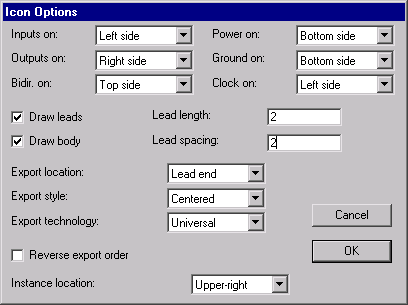 Icon Options
Inputs on: Left side Power on: Bottom side
Outputs on: Right side Ground on: Bottom side
Bidir. on: Top side Clock on: Left side
Draw leads Lead length: 2
Draw body Lead spacing: 2
Export location: Lead end
Export style: Centered
Export technology: Universal
Cancel
Reverse export order
OK
Instance location: Upper-right